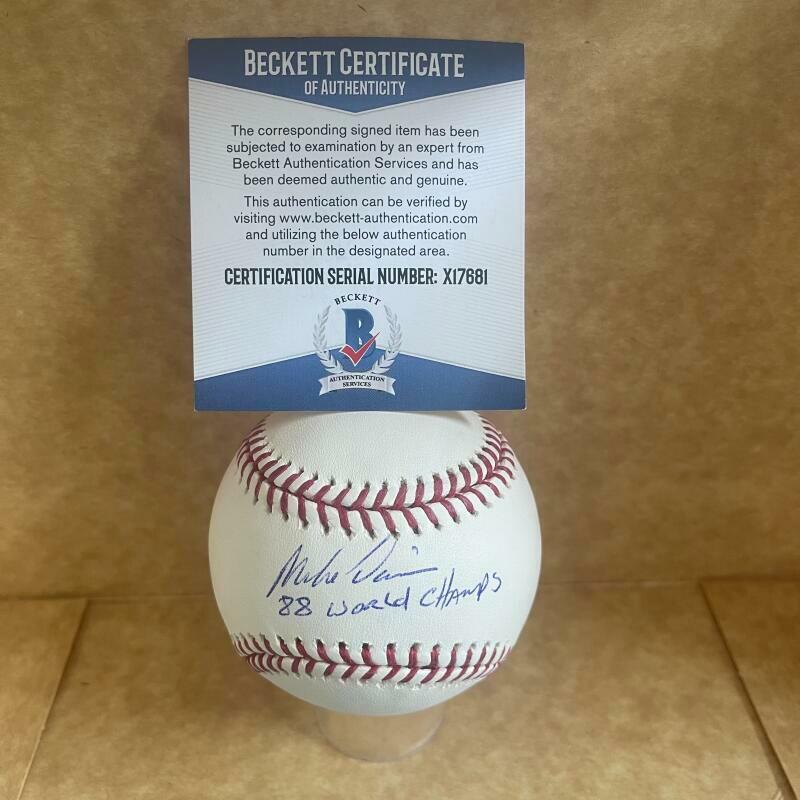 BECKETT CERTIFICATE
OF AUTHENTICITY
The corresponding signed item has been
subjected to examination by an expert from
Beckett Authentication Services and has
been deemed authentic and genuine.
This authentication can be verified by
visiting www.beckett-authentication.com
and utilizing the below authentication
number in the designated area.
CERTIFICATION SERIAL NUMBER: X17681
BECKETT
B
AUTHENTICATION
SERVICES
Mike Davis
88 WORLD CHAMPS